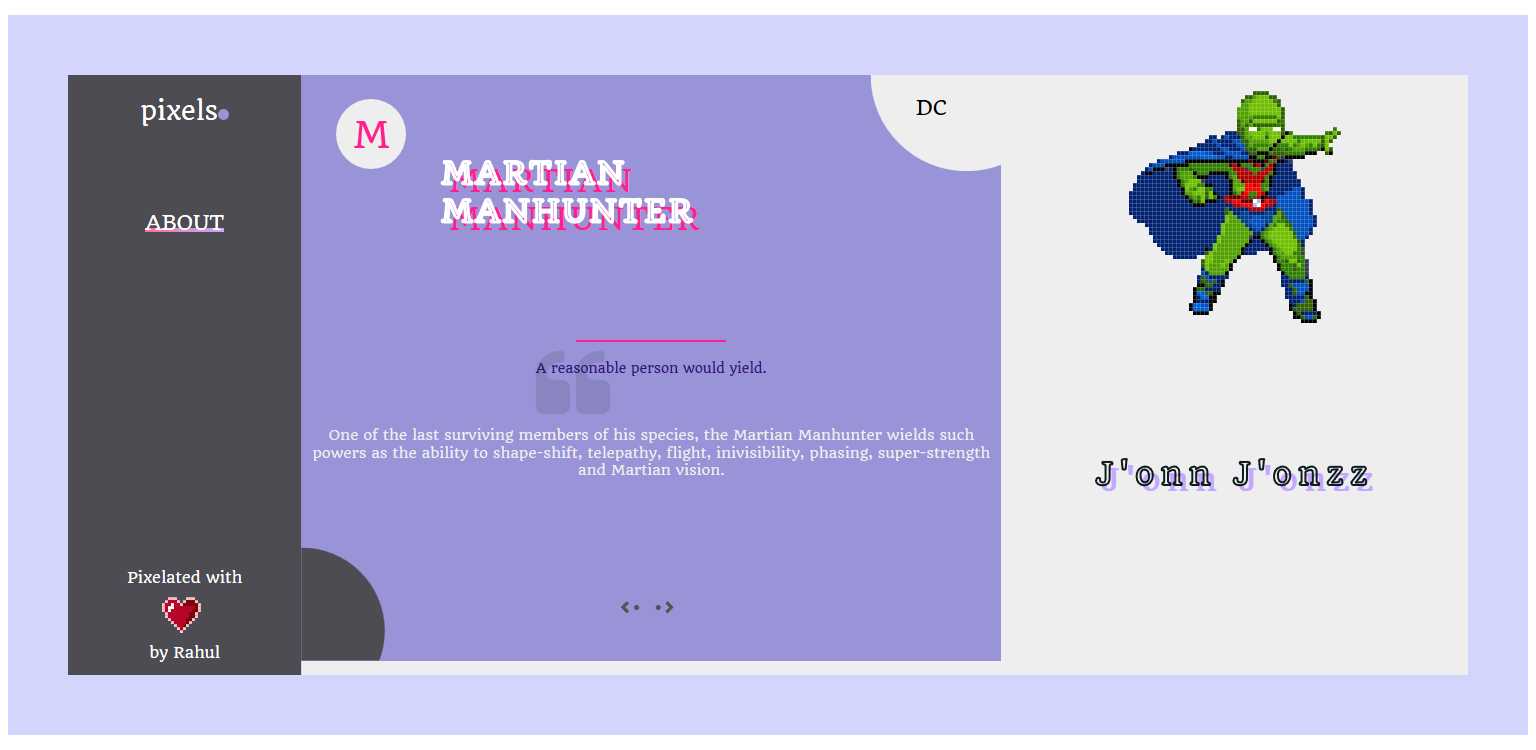 pixels
ABOUT
Pixelated with
by Rahul
M
DC
MARTIAN
MANHUNTER
A reasonable person would yield.
One of the last surviving members of his species, the Martian Manhunter wields such
powers as the ability to shape-shift, telepathy, flight, inivisibility, phasing, super-strength
and Martian vision.
J'onn J'onzz